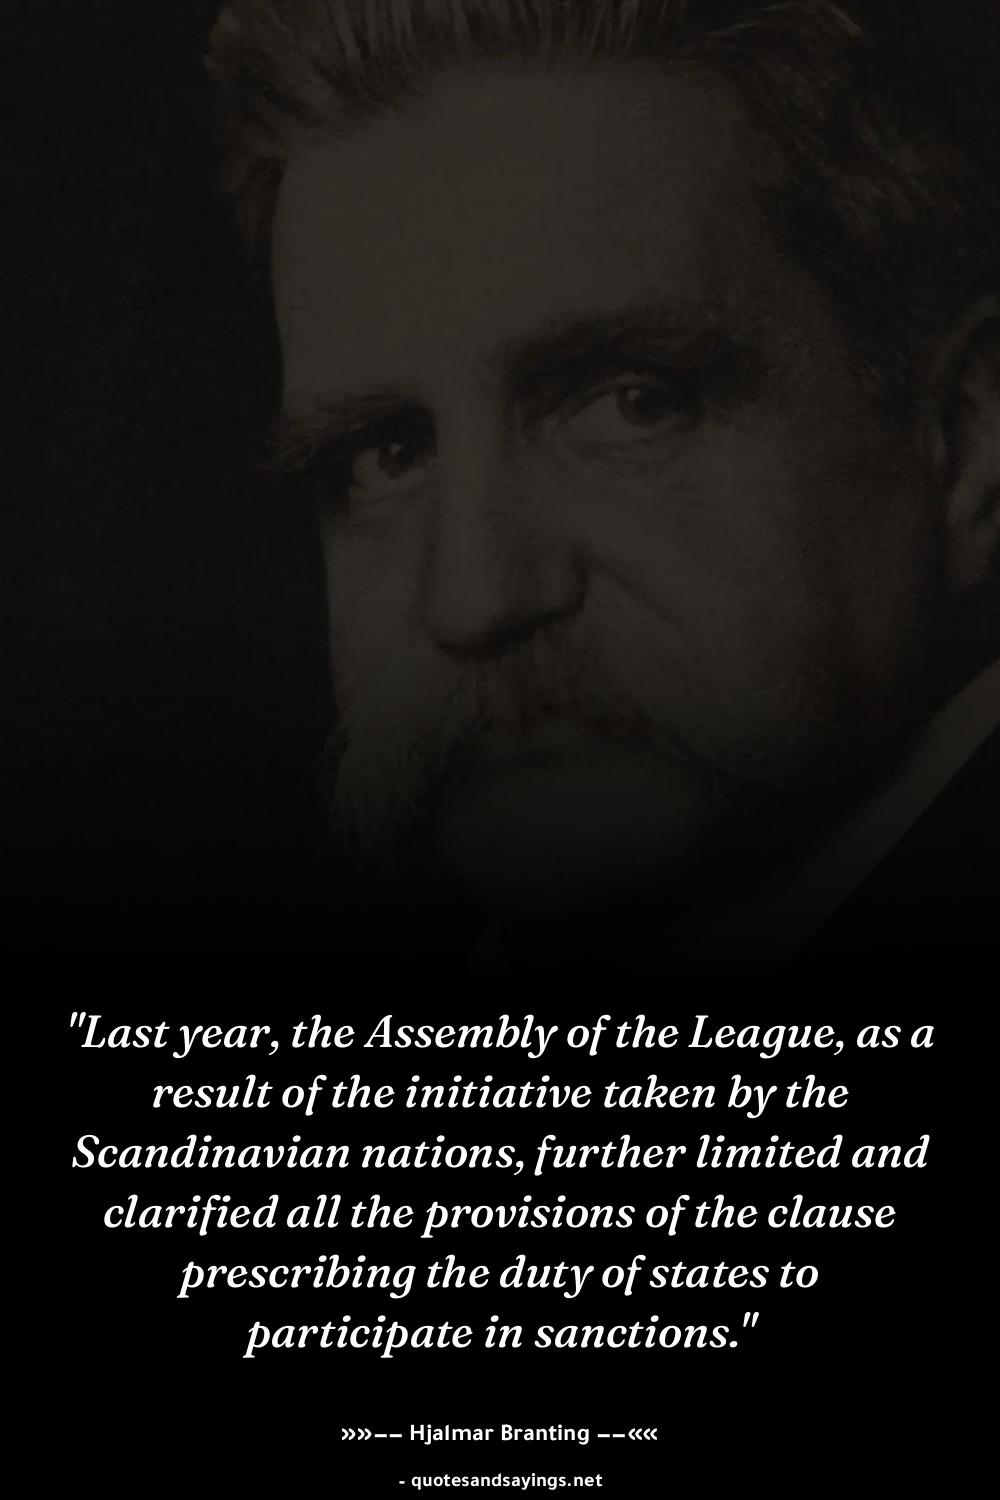 "Last year, the Assembly of the League, as a
result of the initiative taken by the
Scandinavian nations, further limited and
clarified all the provisions of the clause
prescribing the duty of states to
participate in sanctions."
»»—— Hjalmar Branting ——««
- quotesandsayings.net